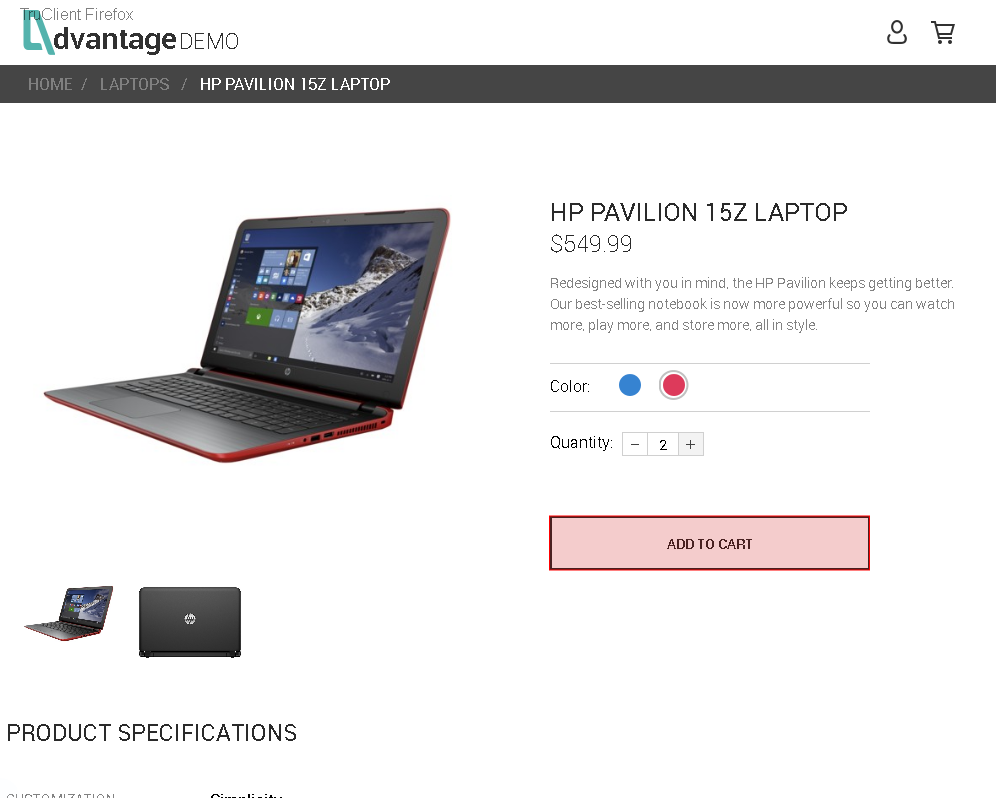 TruClient Firefox
dvantage DEMO
HOME / LAPTOPS / HP PAVILION 15Z LAPTOP
HP PAVILION 15Z LAPTOP
$549.99
Redesigned with you in mind, the HP Pavilion keeps getting better.
Our best-selling notebook is now more powerful so you can watch
more, play more, and store more, all in style.
Color:
Quantity: − 2 +
ADD TO CART
hp
PRODUCT SPECIFICATIONS
CUSTOMIZATION Simplicity